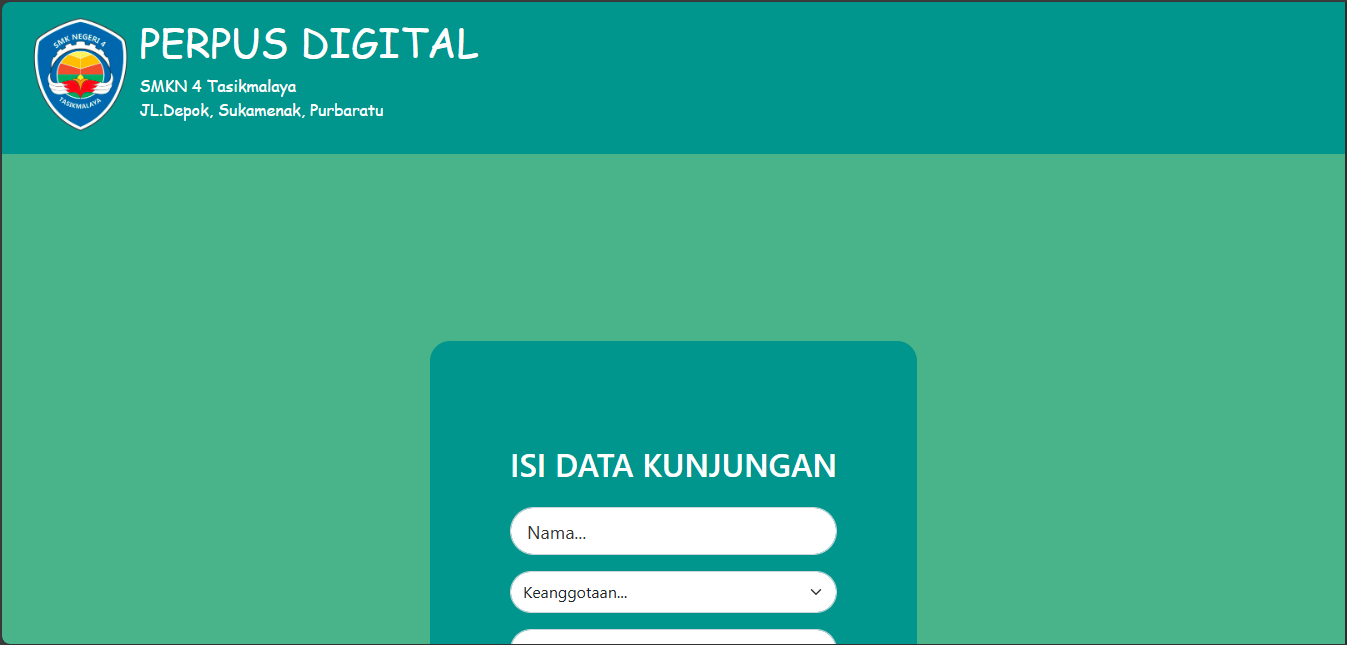 SMK NEGERI 4
TASIKMALAYA
PERPUS DIGITAL
SMKN 4 Tasikmalaya
JL.Depok, Sukamenak, Purbaratu
ISI DATA KUNJUNGAN
Nama...
Keanggotaan...